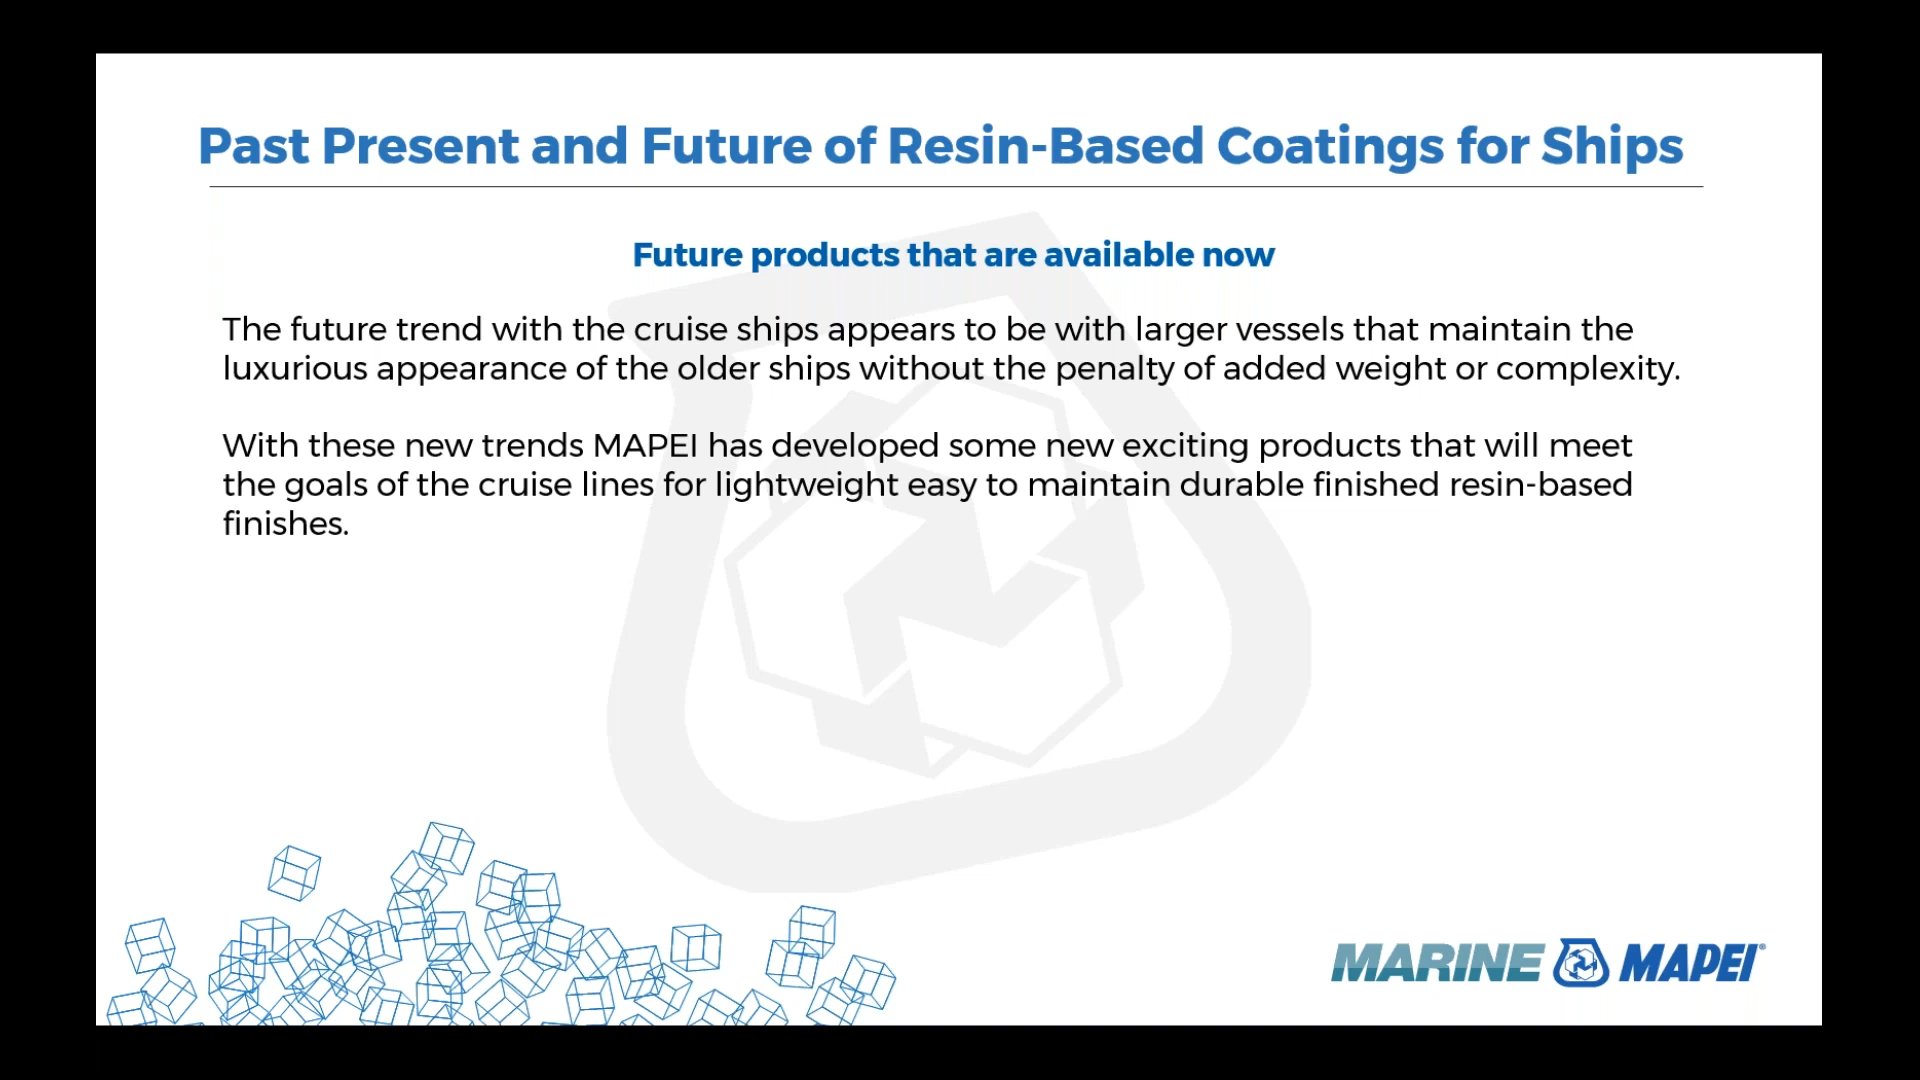 Past Present and Future of Resin-Based Coatings for Ships
Future products that are available now
The future trend with the cruise ships appears to be with larger vessels that maintain the
luxurious appearance of the older ships without the penalty of added weight or complexity.
With these new trends MAPEI has developed some new exciting products that will meet
the goals of the cruise lines for lightweight easy to maintain durable finished resin-based
finishes.
MARINE MAPEI®